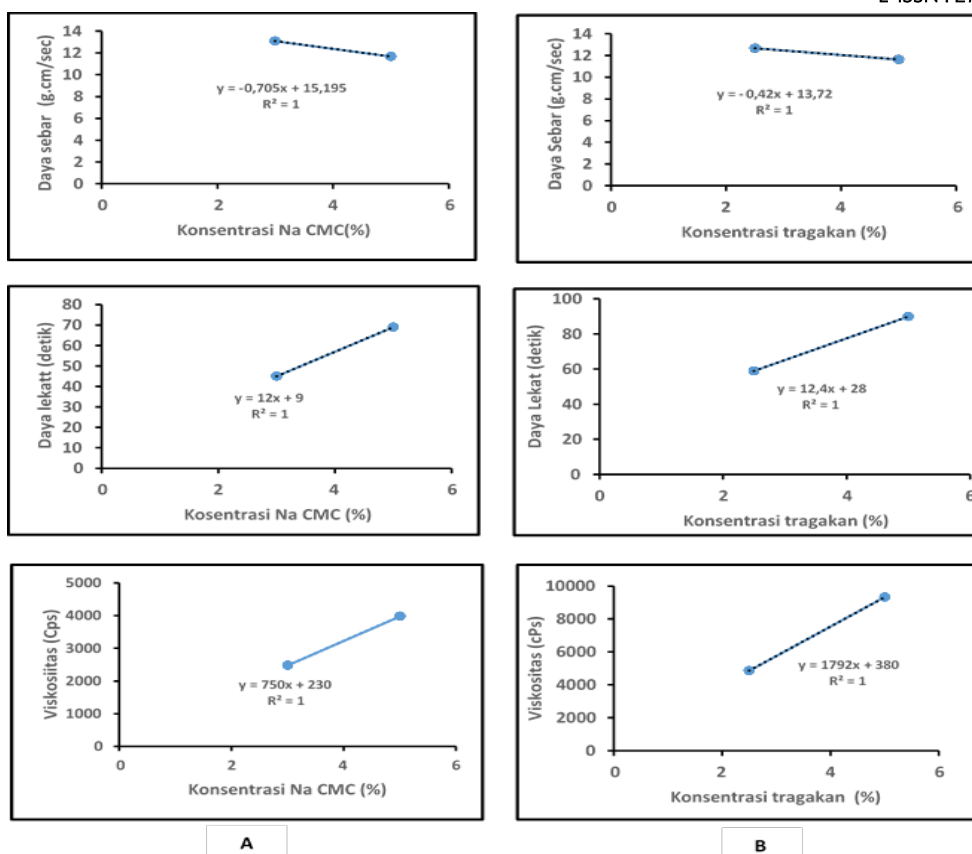 Daya sebar (g.cm/sec)
14
12
10
8
6
4
2
0
y = -0,705x + 15,195
R² = 1
0 2 4 6
Konsentrasi Na CMC(%)
Daya Sebar (g.cm/sec)
14
12
10
8
6
4
2
0
y = -0,42x + 13,72
R² = 1
0 2 4 6
Konsentrasi tragakan (%)
Daya lekatt (detik)
80
70
60
50
40
30
20
10
0
y = 12x + 9
R² = 1
0 2 4 6
Kosentrasi Na CMC (%)
Daya Lekat (detik)
100
80
60
40
20
0
y = 12,4x + 28
R² = 1
0 2 4 6
Konsentrasi tragakan (%)
Viskosiitas (Cps)
5000
4000
3000
2000
1000
0
y = 750x + 230
R² = 1
0 2 4 6
Konsentrasi Na CMC (%)
Viskositas (cPs)
10000
8000
6000
4000
2000
0
y = 1792x + 380
R² = 1
0 2 4 6
Konsentrasi tragakan (%)
A
B